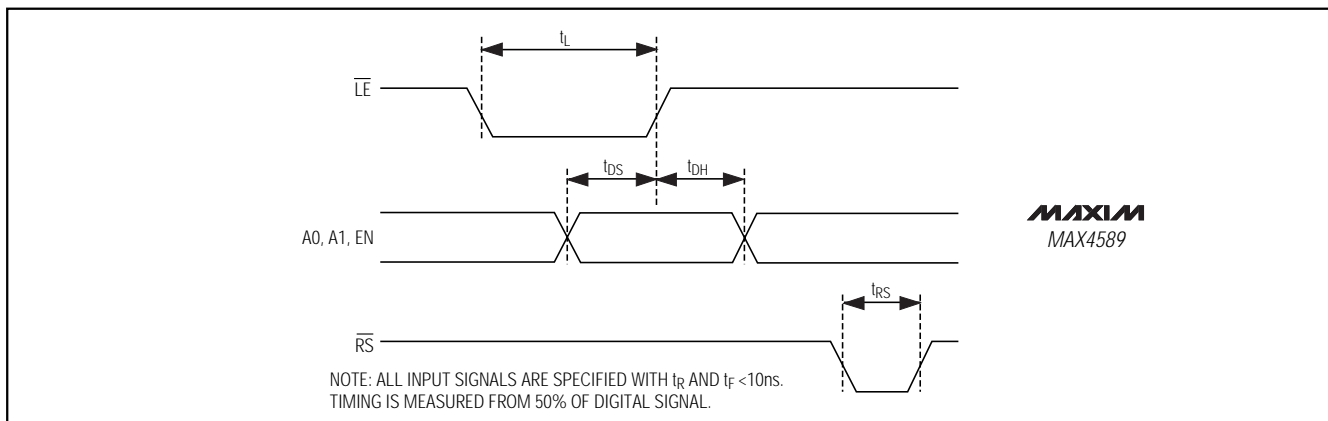 tL
LE
tDS
tDH
A0, A1, EN
MAXIM
MAX4589
tRS
RS
NOTE: ALL INPUT SIGNALS ARE SPECIFIED WITH tR AND tF <10ns.
TIMING IS MEASURED FROM 50% OF DIGITAL SIGNAL.